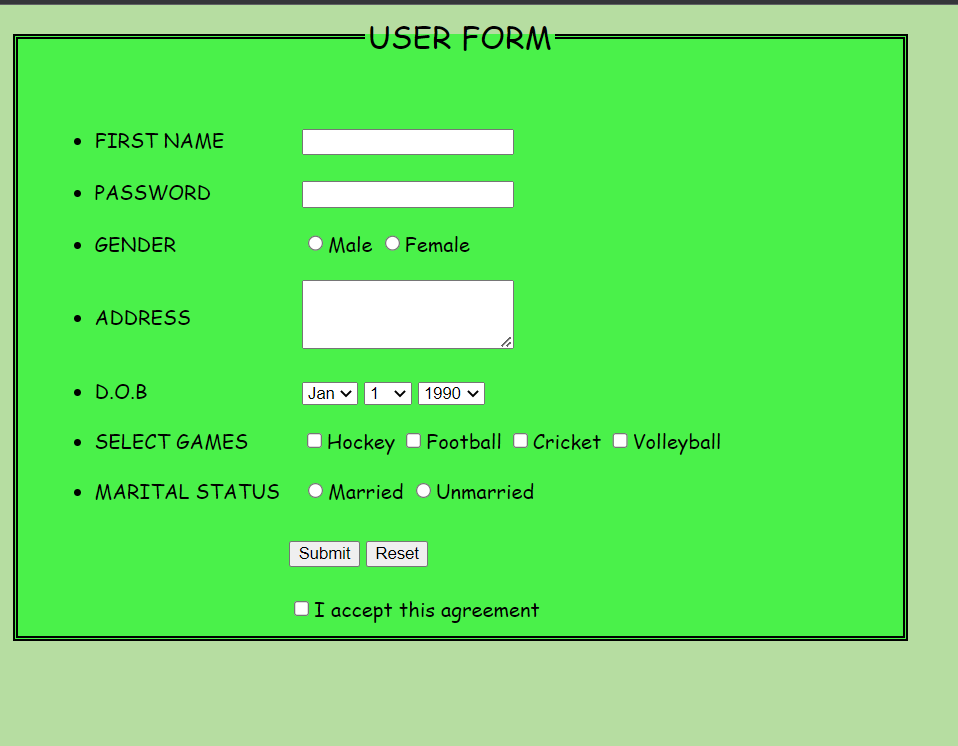 USER FORM
FIRST NAME
PASSWORD
GENDER Male Female
ADDRESS
D.O.B Jan 1 1990
SELECT GAMES Hockey Football Cricket Volleyball
MARITAL STATUS Married Unmarried
Submit Reset
I accept this agreement